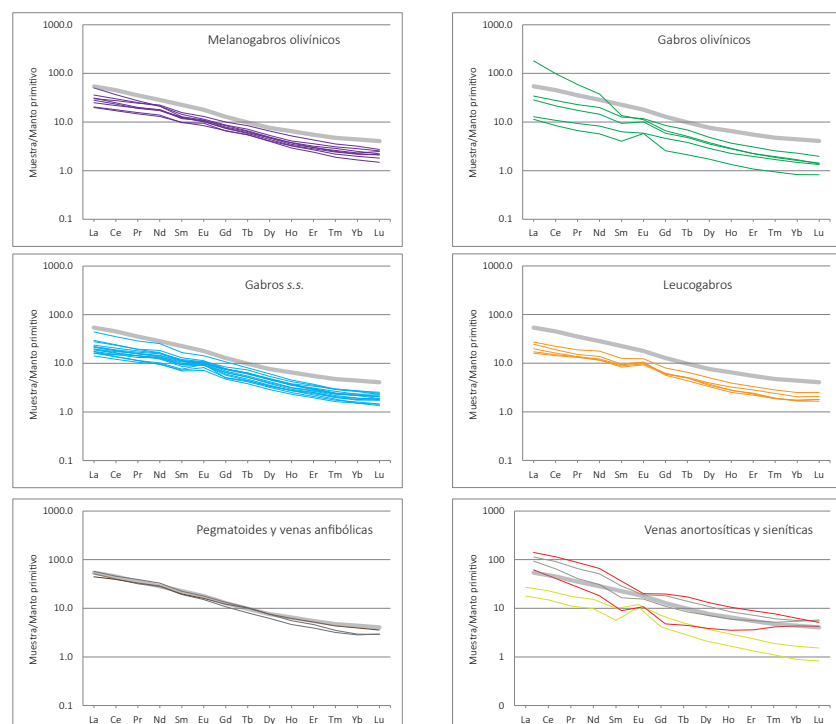 Melanogabros olivínicos
1000.0
100.0
10.0
1.0
0.1
Muestra/Manto primitivo
La Ce Pr Nd Sm Eu Gd Tb Dy Ho Er Tm Yb Lu
Gabros olivínicos
1000.0
100.0
10.0
1.0
0.1
Muestra/Manto primitivo
La Ce Pr Nd Sm Eu Gd Tb Dy Ho Er Tm Yb Lu
Gabros s.s.
1000.0
100.0
10.0
1.0
0.1
Muestra/Manto primitivo
La Ce Pr Nd Sm Eu Gd Tb Dy Ho Er Tm Yb Lu
Leucogabros
1000.0
100.0
10.0
1.0
0.1
Muestra/Manto primitivo
La Ce Pr Nd Sm Eu Gd Tb Dy Ho Er Tm Yb Lu
Pegmatoides y venas anfibólicas
1000.0
100.0
10.0
1.0
0.1
Muestra/Manto primitivo
La Ce Pr Nd Sm Eu Gd Tb Dy Ho Er Tm Yb Lu
Venas anortosíticas y sieníticas
1000
100
10
1
0
Muestra/Manto primitivo
La Ce Pr Nd Sm Eu Gd Tb Dy Ho Er Tm Yb Lu